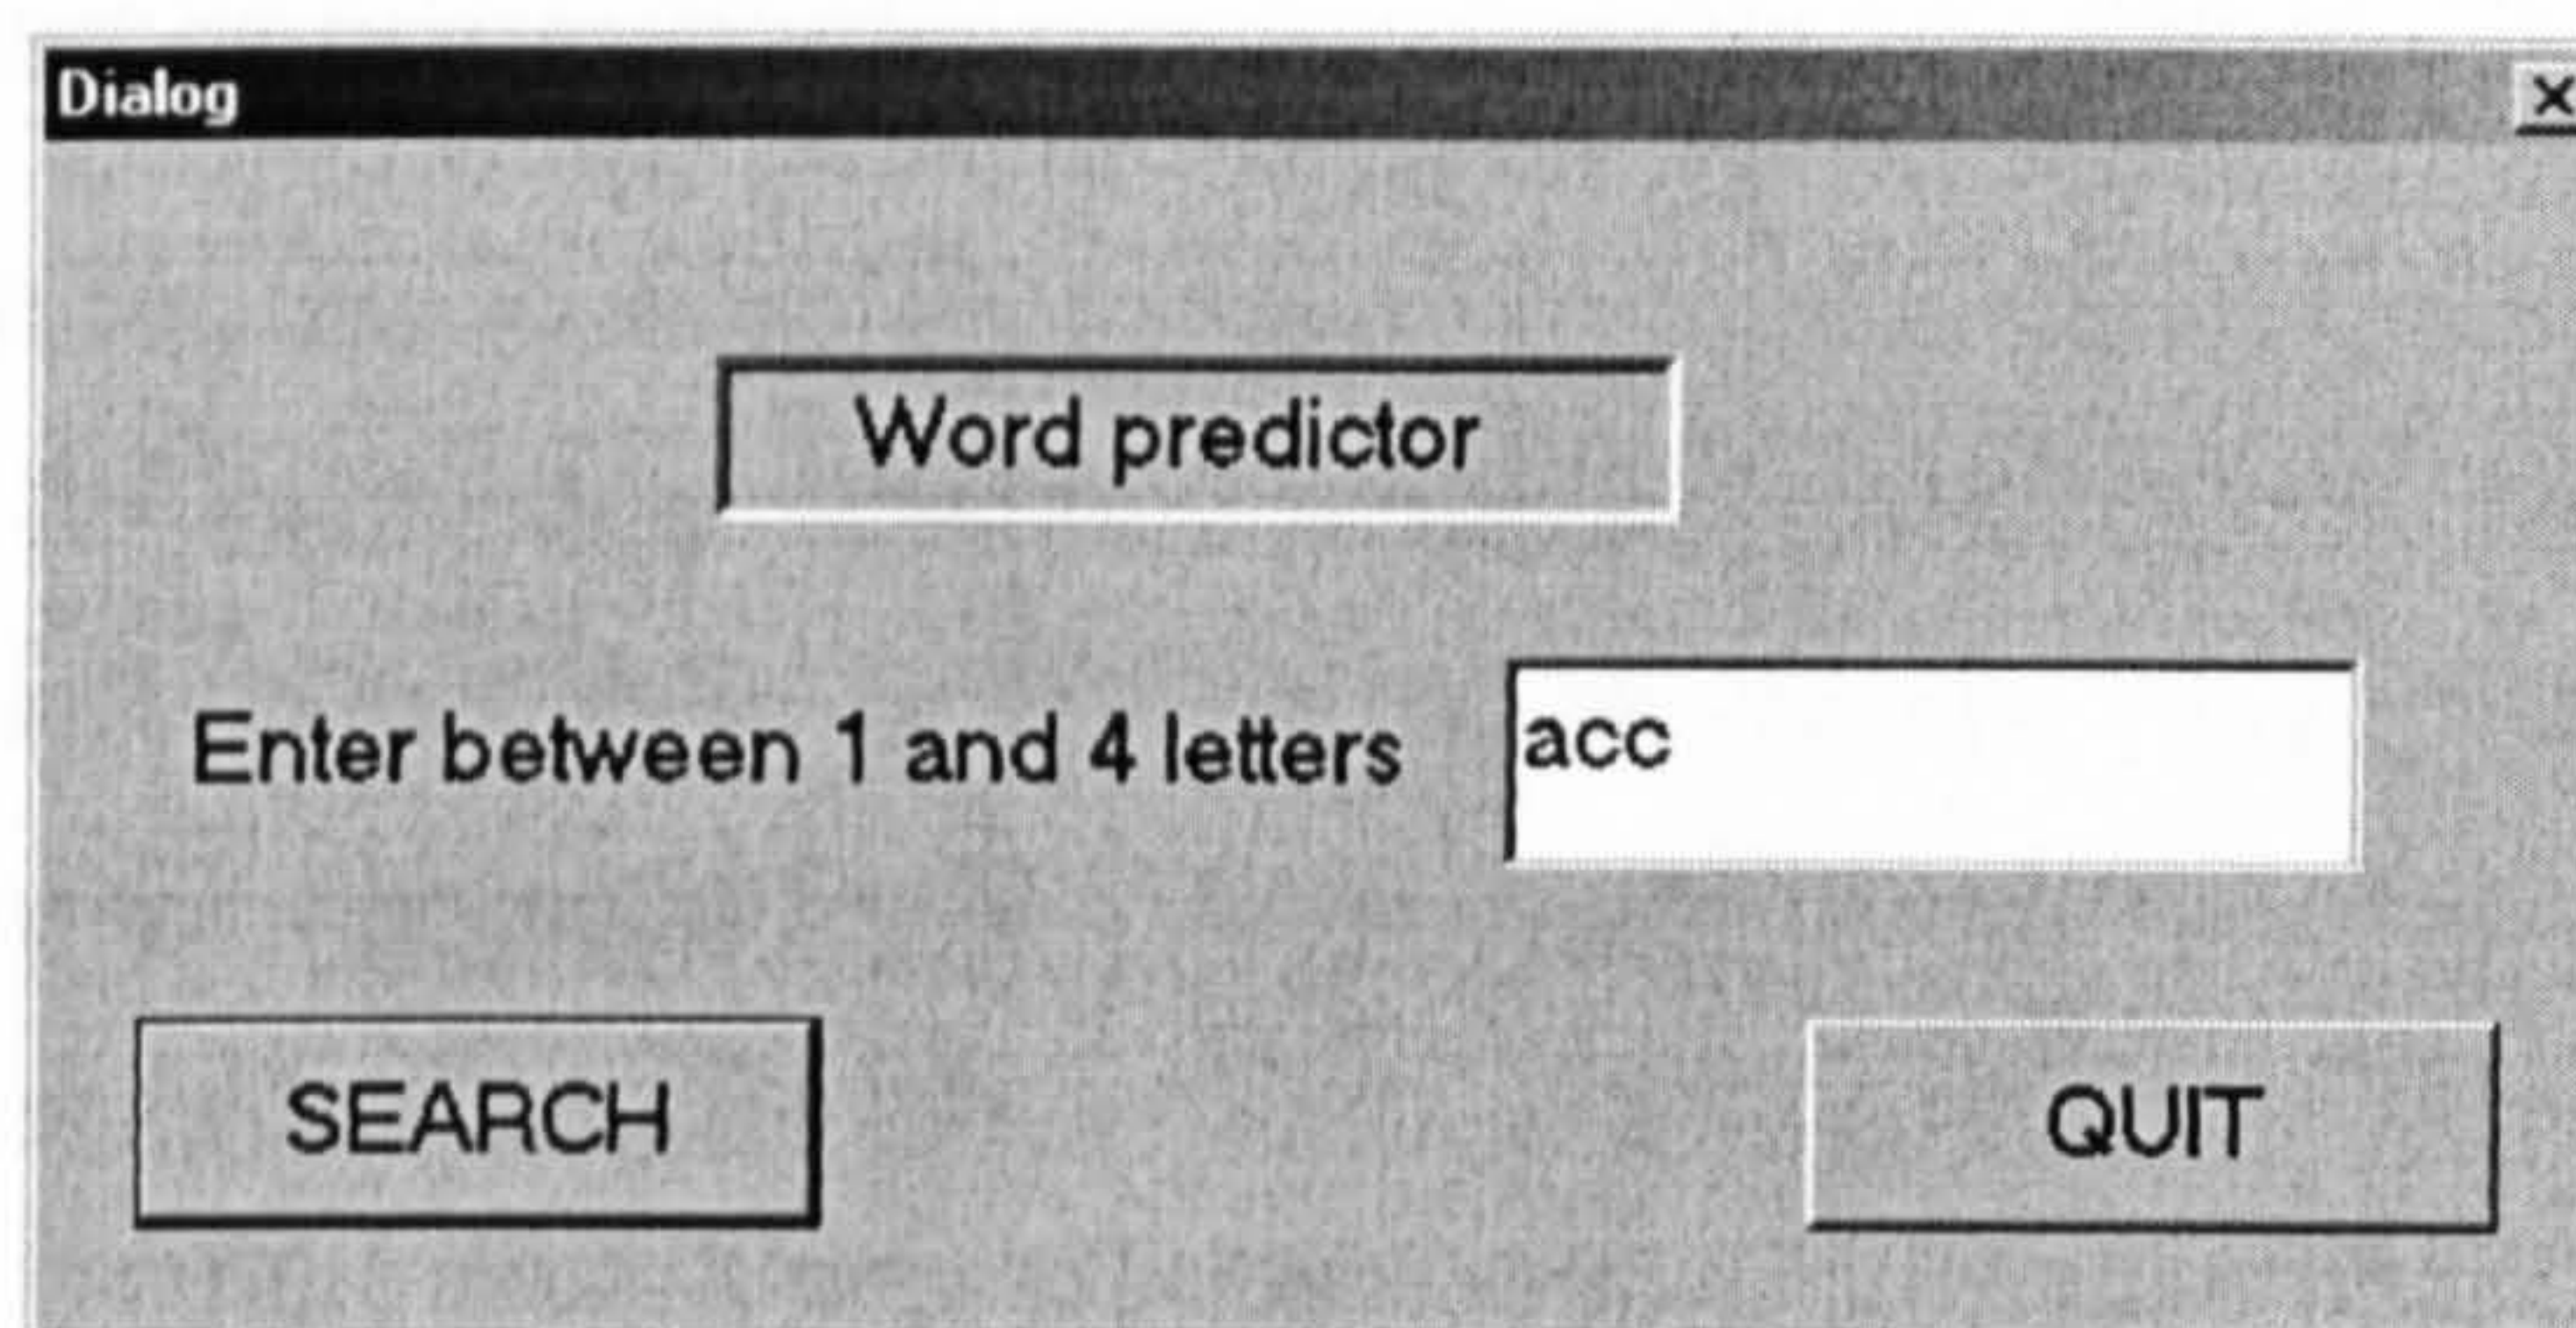 Dialog
Word predictor
Enter between 1 and 4 letters
acc
SEARCH
QUIT